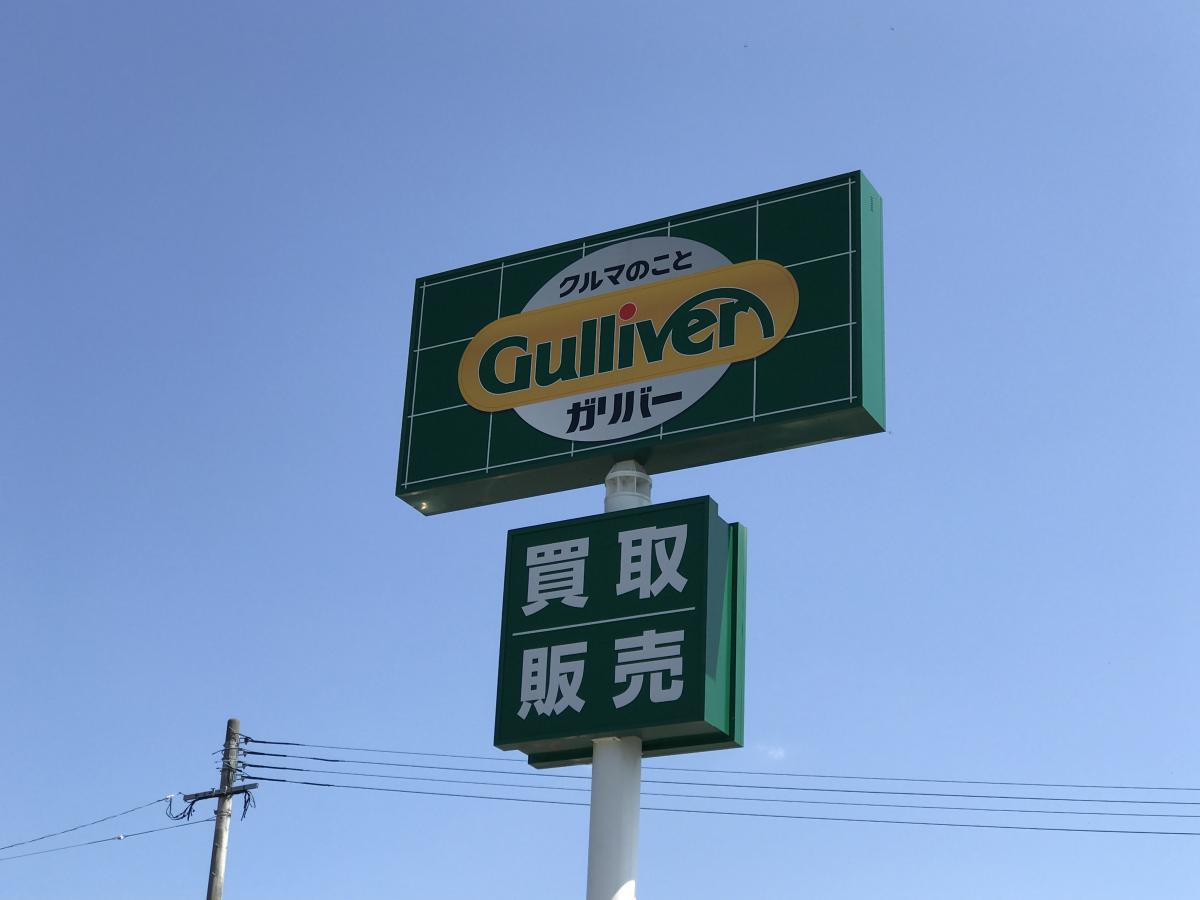 クルマのこと
Gulliver
ガリバー
買取
販売